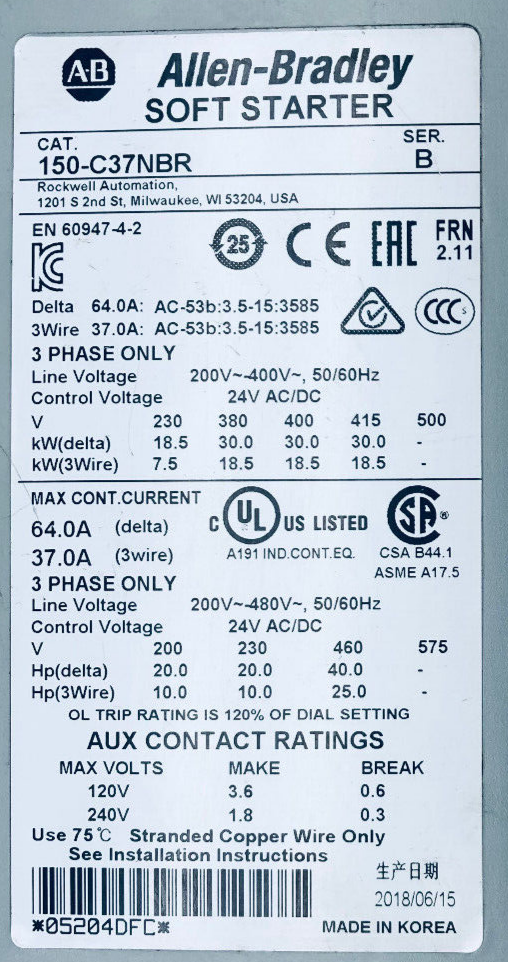 AB Allen-Bradley
SOFT STARTER
CAT. SER.
150-C37NBR B
Rockwell Automation,
1201 S 2nd St, Milwaukee, WI 53204, USA
EN 60947-4-2
25 CE EAC FRN
2.11
Delta 64.0A: AC-53b:3.5-15:3585
3Wire 37.0A: AC-53b:3.5-15:3585
CCC S
3 PHASE ONLY
Line Voltage 200V~-400V~, 50/60Hz
Control Voltage 24V AC/DC
V 230 380 400 415 500
kW(delta) 18.5 30.0 30.0 30.0 -
kW(3Wire) 7.5 18.5 18.5 18.5 -
MAX CONT.CURRENT
64.0A (delta)
37.0A (3wire)
C UL US LISTED
A191 IND.CONT.EQ.
SA ®
CSA B44.1
ASME A17.5
3 PHASE ONLY
Line Voltage 200V~-480V~, 50/60Hz
Control Voltage 24V AC/DC
V 200 230 460 575
Hp(delta) 20.0 20.0 40.0 -
Hp(3Wire) 10.0 10.0 25.0 -
OL TRIP RATING IS 120% OF DIAL SETTING
AUX CONTACT RATINGS
MAX VOLTS MAKE BREAK
120V 3.6 0.6
240V 1.8 0.3
Use 75℃ Stranded Copper Wire Only
See Installation Instructions
生产日期
2018/06/15
*05204DFC* MADE IN KOREA